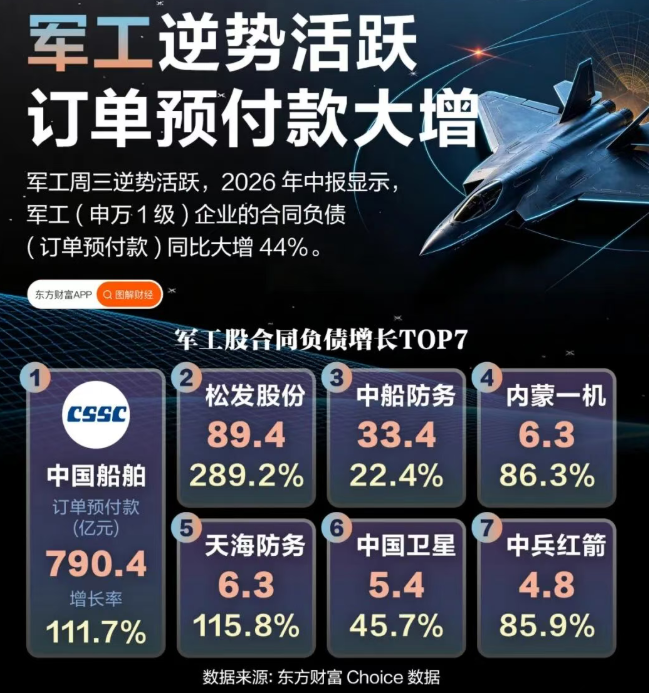 军工逆势活跃
订单预付款大增
军工周三逆势活跃，2026年中报显示，
军工（申万1级）企业的合同负债
（订单预付款）同比大增44%。
东方财富APP 图解财经
军工股合同负债增长TOP7
1
CSSC
中国船舶
订单预付款
(亿元)
790.4
增长率
111.7%
2
松发股份
89.4
289.2%
3
中船防务
33.4
22.4%
4
内蒙一机
6.3
86.3%
5
天海防务
6.3
115.8%
6
中国卫星
5.4
45.7%
7
中兵红箭
4.8
85.9%
数据来源: 东方财富 Choice 数据